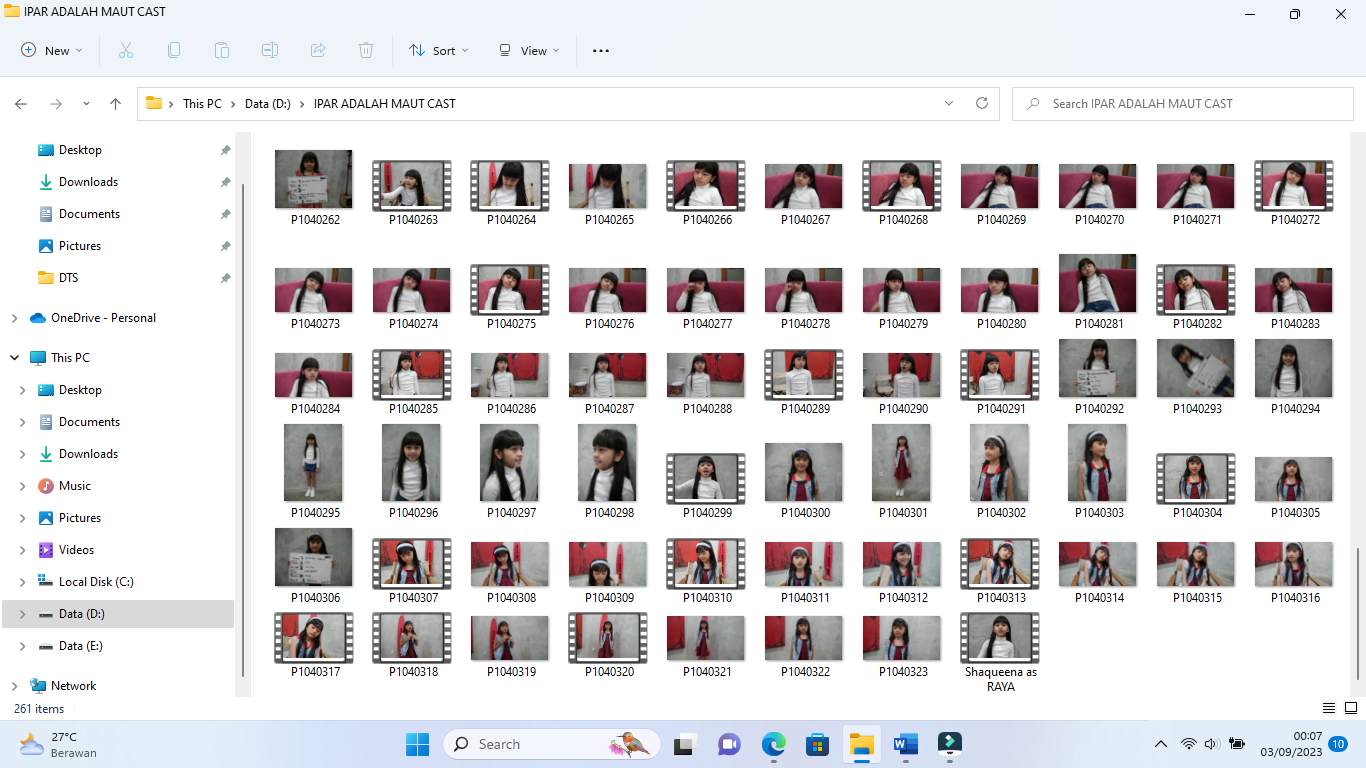 IPAR ADALAH MAUT CAST
New
Sort
View
This PC
Data (D:)
IPAR ADALAH MAUT CAST
Search IPAR ADALAH MAUT CAST
Desktop
Downloads
Documents
Pictures
DTS
OneDrive - Personal
This PC
Desktop
Documents
Downloads
Music
Pictures
Videos
Local Disk (C:)
Data (D:)
Data (E:)
Network
P1040262 P1040263 P1040264 P1040265 P1040266 P1040267 P1040268 P1040269 P1040270 P1040271 P1040272
P1040273 P1040274 P1040275 P1040276 P1040277 P1040278 P1040279 P1040280 P1040281 P1040282 P1040283
P1040284 P1040285 P1040286 P1040287 P1040288 P1040289 P1040290 P1040291 P1040292 P1040293 P1040294
P1040295 P1040296 P1040297 P1040298 P1040299 P1040300 P1040301 P1040302 P1040303 P1040304 P1040305
P1040306 P1040307 P1040308 P1040309 P1040310 P1040311 P1040312 P1040313 P1040314 P1040315 P1040316
P1040317 P1040318 P1040319 P1040320 P1040321 P1040322 P1040323 Shaqueena as
RAYA
261 items
27°C
Berawan
Search
00:07
03/09/2023
10